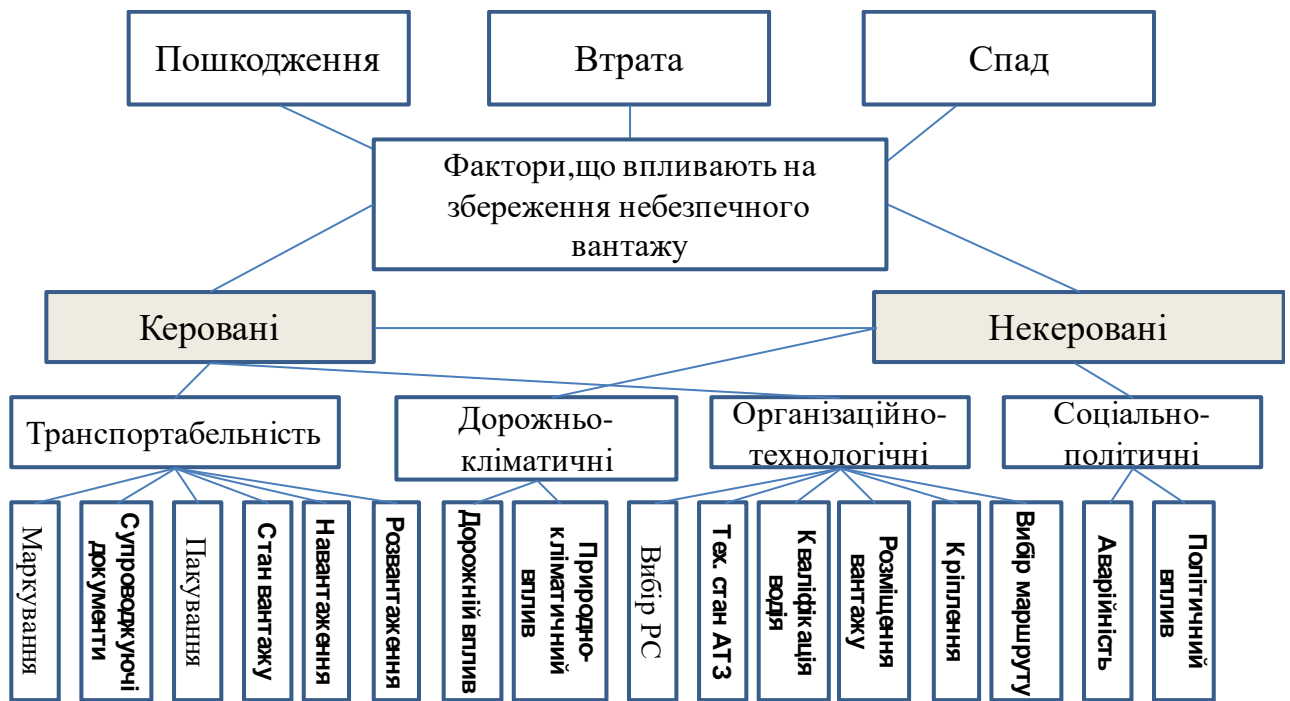 Пошкодження
Втрата
Спад
Фактори,що впливають на
збереження небезпечного
вантажу
Керовані
Некеровані
Транспортабельність
Дорожньо-
кліматичні
Організаційно-
технологічні
Соціально-
політичні
Маркування
Супроводжуючі
документи
Пакування
Стан вантажу
Навантаження
Розвантаження
Дорожній вплив
Природно-
кліматичний
вплив
Вибір РС
Тех. стан АТЗ
Кваліфікація
водія
Розміщення
вантажу
Кріплення
Вибір маршруту
Аварійність
Політичний
вплив